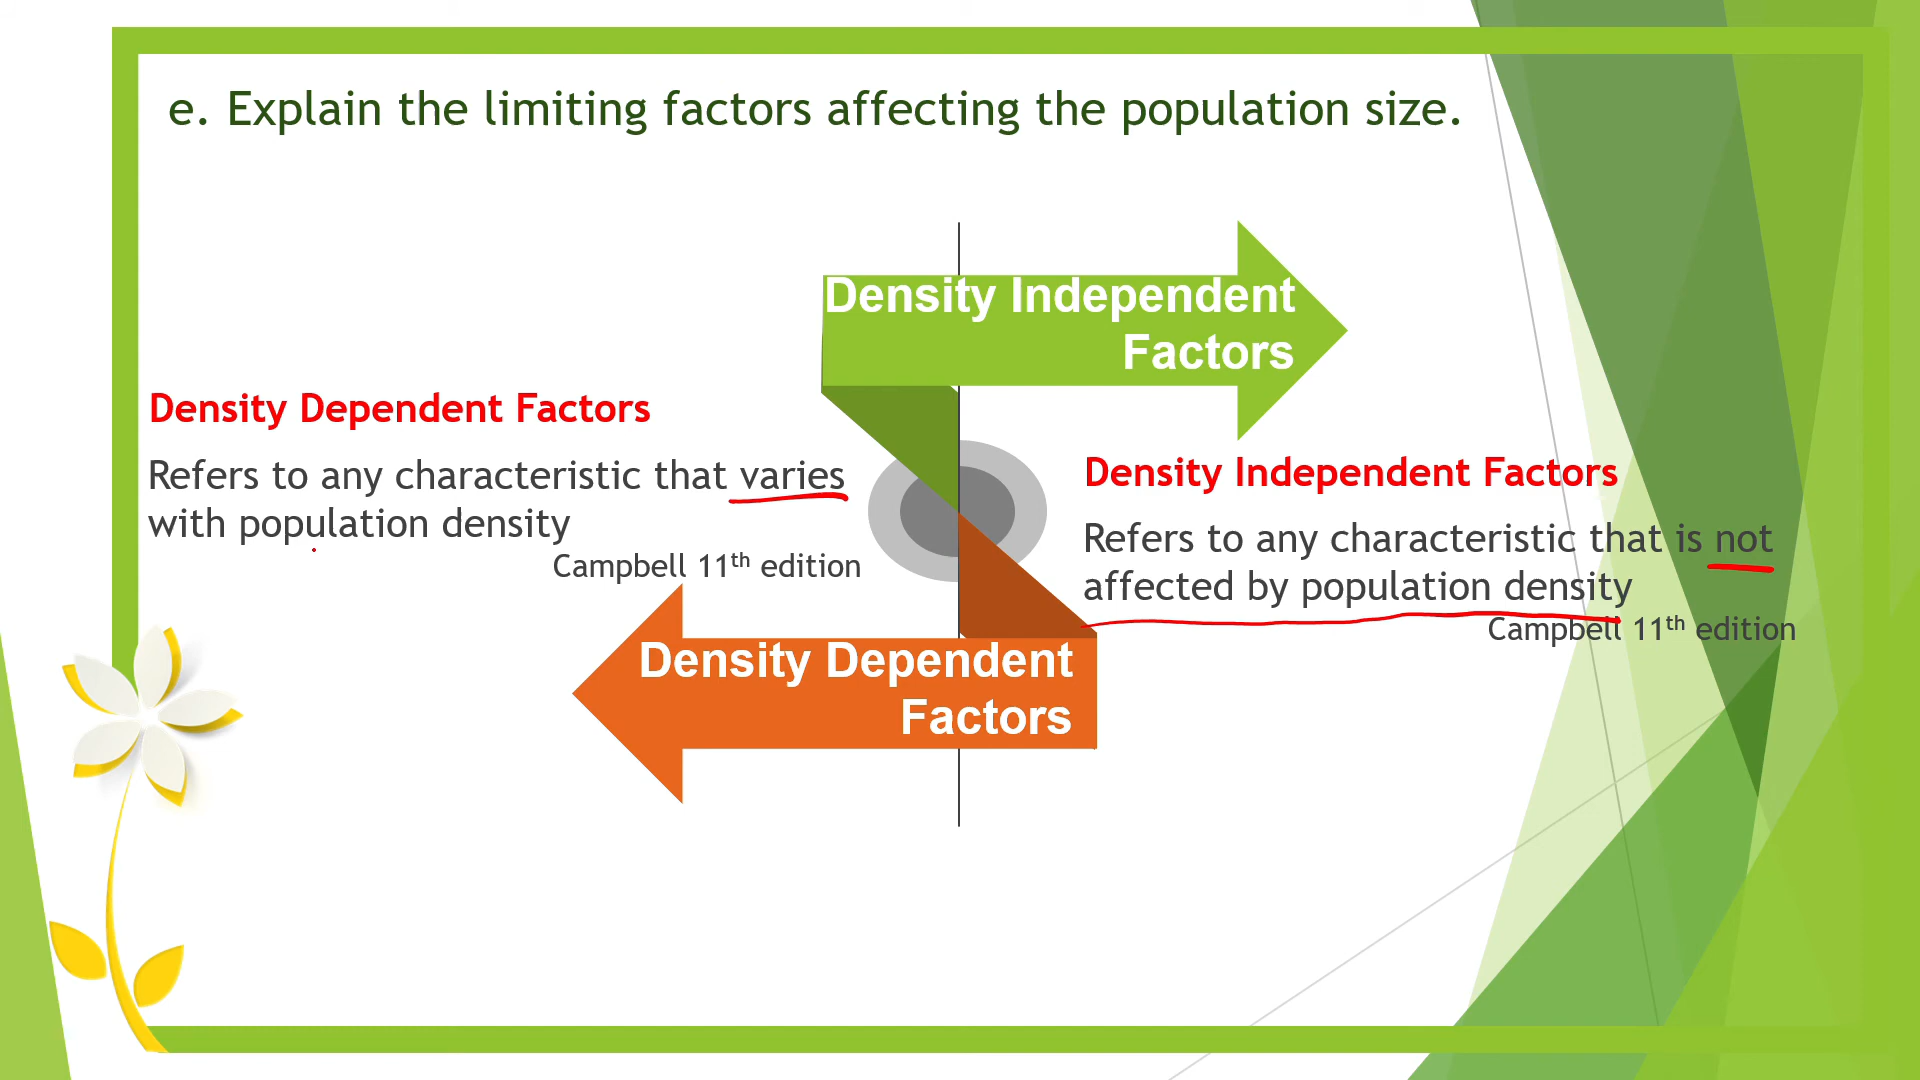 e. Explain the limiting factors affecting the population size.
Density Independent
Factors
Density Dependent Factors
Refers to any characteristic that varies
with population density
Campbell 11th edition
Density Independent Factors
Refers to any characteristic that is not
affected by population density
Campbell 11th edition
Density Dependent
Factors